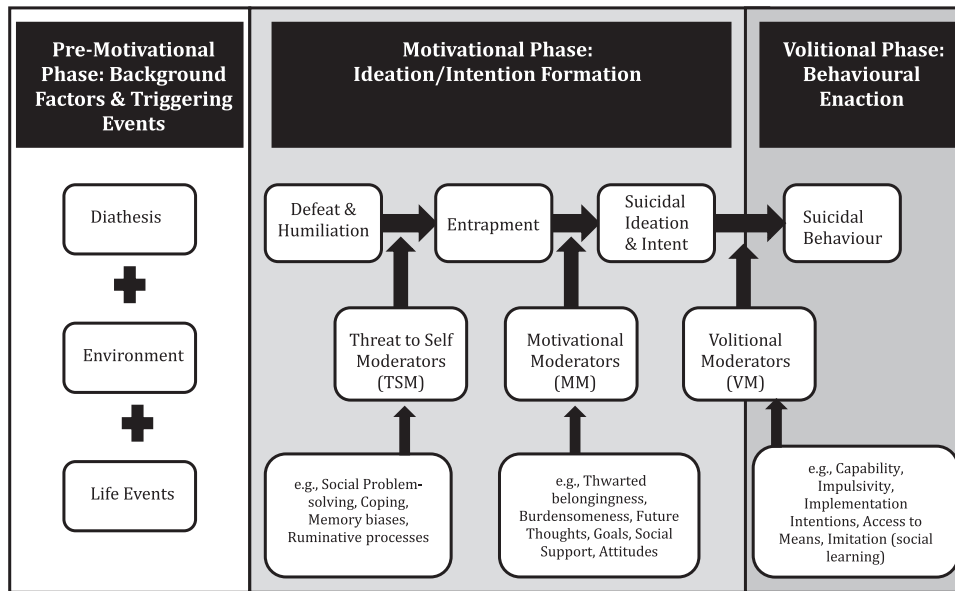 Pre-Motivational
Phase: Background
Factors & Triggering
Events
Motivational Phase:
Ideation/Intention Formation
Volitional Phase:
Behavioural
Enaction
Diathesis
Environment
Life Events
Defeat &
Humiliation
Entrapment
Suicidal
Ideation
& Intent
Suicidal
Behaviour
Threat to Self
Moderators
(TSM)
Motivational
Moderators
(MM)
Volitional
Moderators
(VM)
e.g., Social Problem-
solving, Coping,
Memory biases,
Ruminative processes
e.g., Thwarted
belongingness,
Burdensomeness, Future
Thoughts, Goals, Social
Support, Attitudes
e.g., Capability,
Impulsivity,
Implementation
Intentions, Access to
Means, Imitation (social
learning)